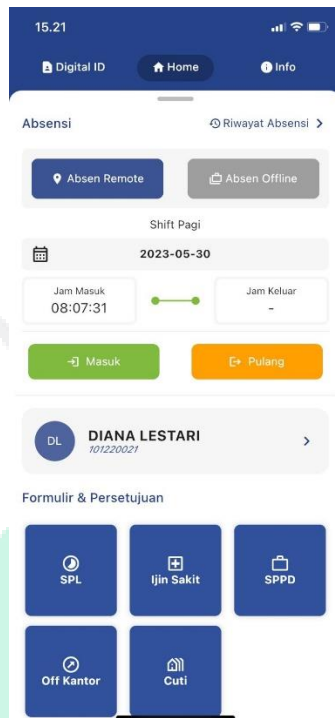 15.21
Digital ID Home Info
Absensi Riwayat Absensi
Absen Remote Absen Offline
Shift Pagi
2023-05-30
Jam Masuk Jam Keluar
08:07:31 -
Masuk Pulang
DL DIANA LESTARI
101220021
Formulir & Persetujuan
SPL Ijin Sakit SPPD
Off Kantor Cuti